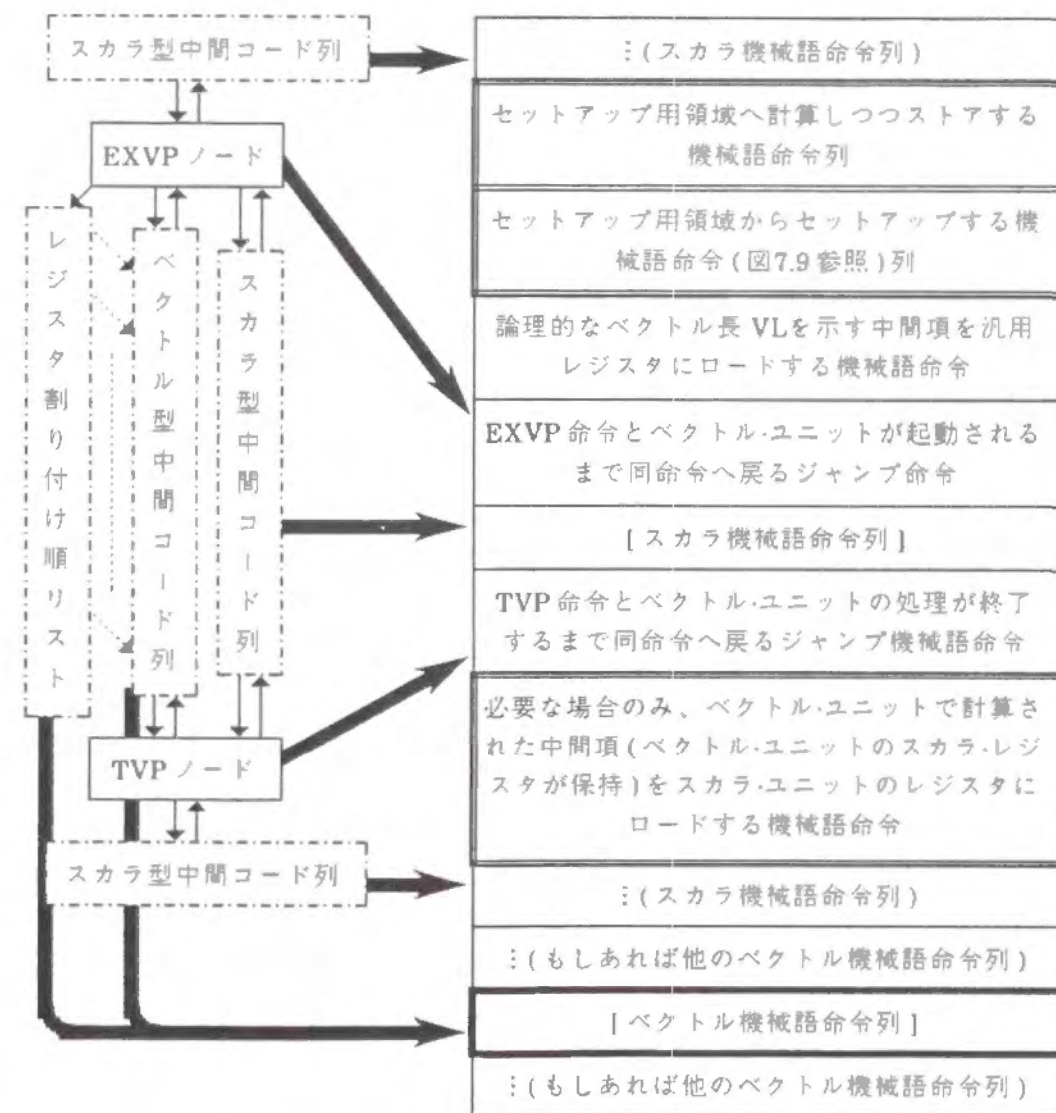 スカラ型中間コード列
EXVP ノード
レジスタ割り付け順リスト
ベクトル型中間コード列
スカラ型中間コード列
TVP ノード
スカラ型中間コード列
⋮(スカラ機械語命令列)
セットアップ用領域へ計算しつつストアする
機械語命令列
セットアップ用領域からセットアップする機
械語命令(図7.9参照)列
論理的なベクトル長 VLを示す中間項を汎用
レジスタにロードする機械語命令
EXVP 命令とベクトル·ユニットが起動される
まで同命令へ戻るジャンプ命令
[スカラ機械語命令列]
TVP 命令とベクトル·ユニットの処理が終了
するまで同命令へ戻るジャンプ機械語命令
必要な場合のみ、ベクトル·ユニットで計算さ
れた中間項(ベクトル·ユニットのスカラ·レジ
スタが保持)をスカラ·ユニットのレジスタに
ロードする機械語命令
⋮(スカラ機械語命令列)
⋮(もしあれば他のベクトル機械語命令列)
[ベクトル機械語命令列]
⋮(もしあれば他のベクトル機械語命令列)